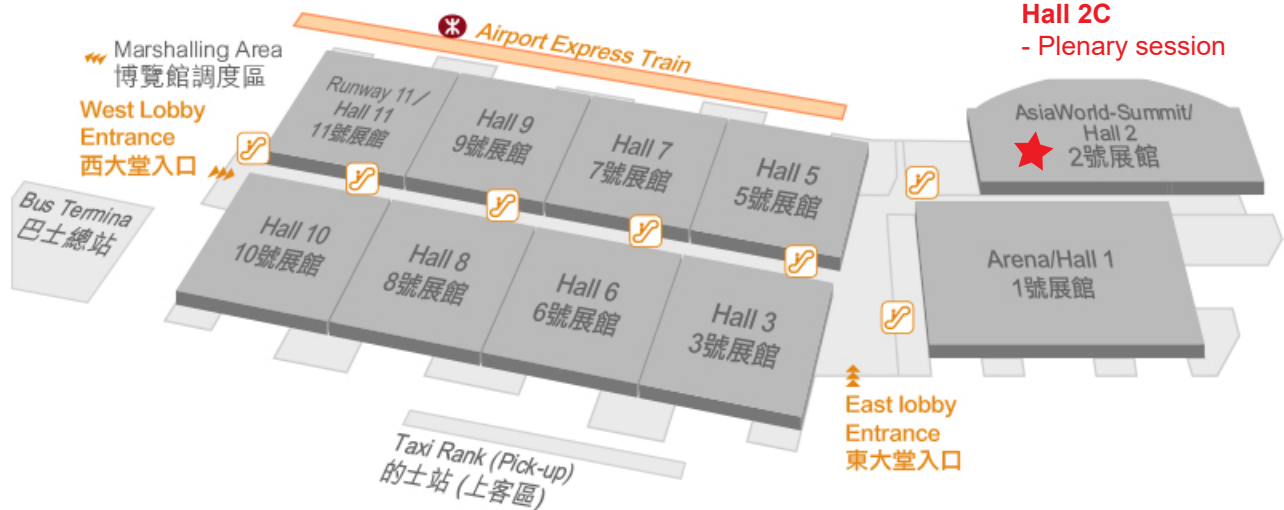 Hall 2C
- Plenary session
Airport Express Train
Marshalling Area
博覽館調度區
West Lobby
Entrance
西大堂入口
Bus Termina
巴士總站
Runway 11/
Hall 11
11號展館
Hall 9
9號展館
Hall 7
7號展館
Hall 5
5號展館
AsiaWorld-Summit/
Hall 2
2號展館
Hall 10
10號展館
Hall 8
8號展館
Hall 6
6號展館
Hall 3
3號展館
Arena/Hall 1
1號展館
East lobby
Entrance
東大堂入口
Taxi Rank (Pick-up)
的士站 (上客區)